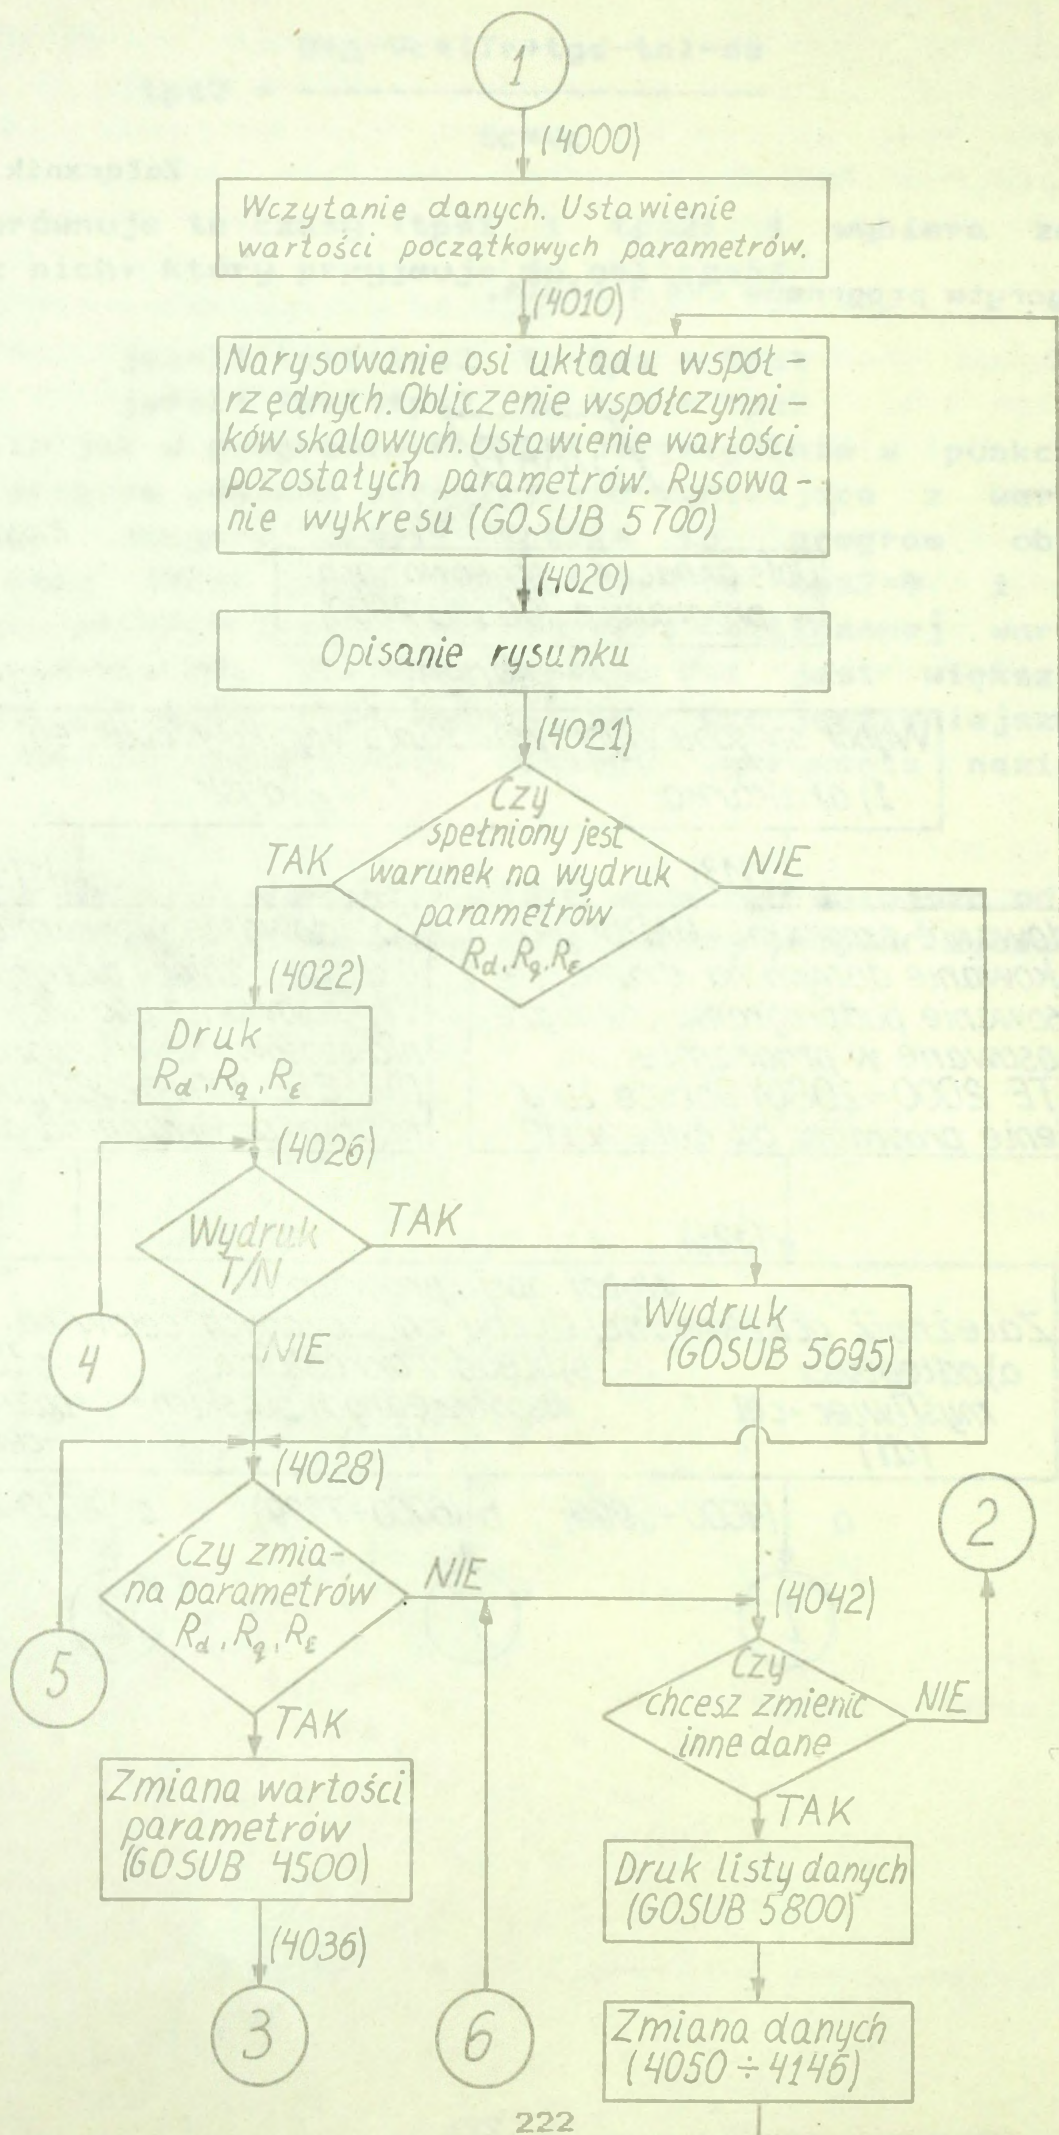 1
(4000)
Wczytanie danych. Ustawienie
wartości początkowych parametrów.
(4010)
Narysowanie osi układu współ-
rzędnych. Obliczenie współczynni-
ków skalowych. Ustawienie wartości
pozostałych parametrów. Rysowa-
nie wykresu (GOSUB 5700)
(4020)
Opisanie rysunku
(4021)
Czy
spełniony jest
warunek na wydruk
parametrów
Rd, Rq, Rε
TAK
NIE
(4022)
Druk
Rd, Rq, Rε
(4026)
Wydruk
T/N
TAK
NIE
4
Wydruk
(GOSUB 5695)
(4028)
2
Czy zmia-
na parametrów
Rd, Rq, Rε
NIE
(4042)
5
TAK
Czy
chcesz zmienić
inne dane
NIE
TAK
Zmiana wartości
parametrów
(GOSUB 4500)
Druk listy danych
(GOSUB 5800)
(4036)
3
6
Zmiana danych
(4050 ÷ 4146)
222